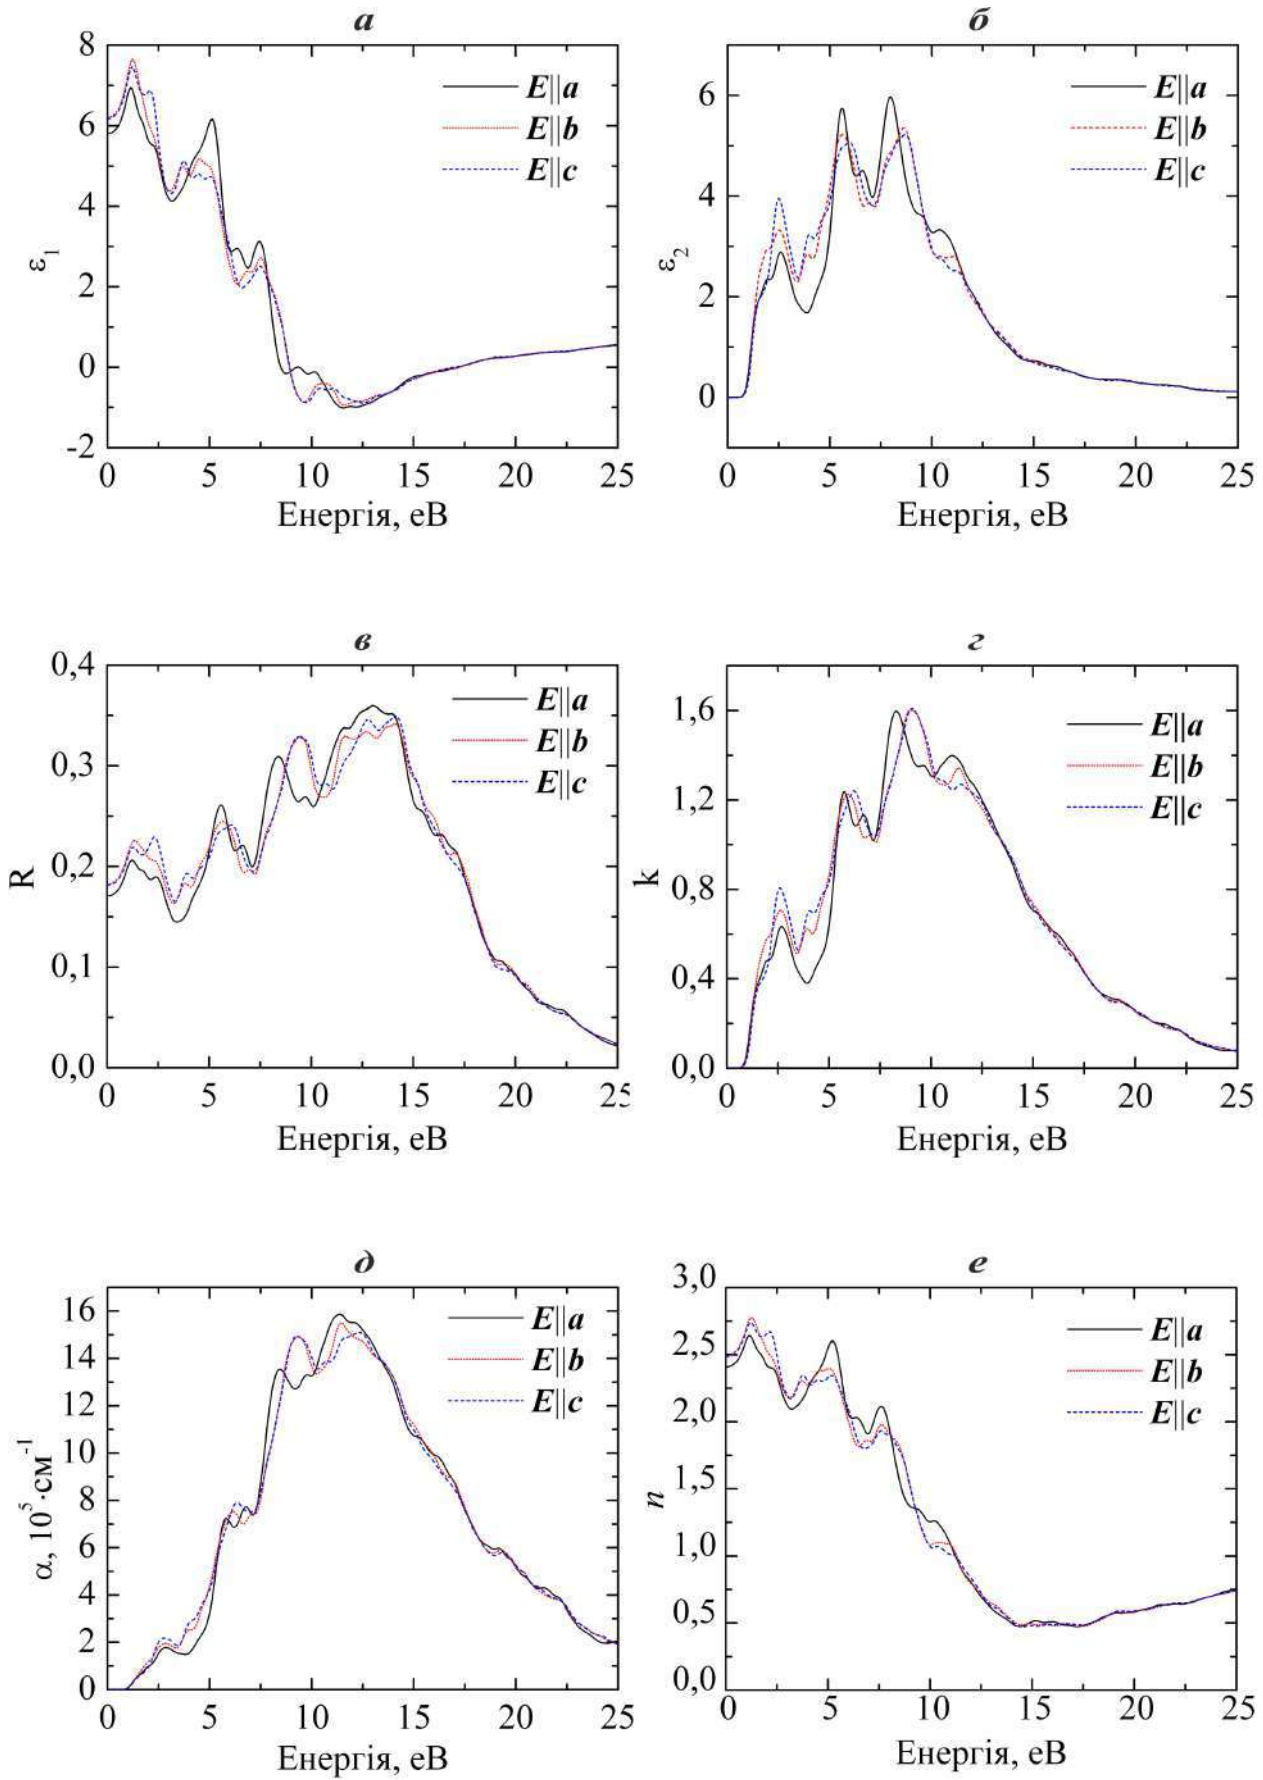 а
8
6
4
2
0
-2
ε1
E||a
E||b
E||c
0 5 10 15 20 25
Енергія, еВ
б
6
4
2
0
ε2
E||a
E||b
E||c
0 5 10 15 20 25
Енергія, еВ
в
0,4
0,3
0,2
0,1
0,0
R
E||a
E||b
E||c
0 5 10 15 20 25
Енергія, еВ
г
1,6
1,2
0,8
0,4
0,0
k
E||a
E||b
E||c
0 5 10 15 20 25
Енергія, еВ
д
16
14
12
10
8
6
4
2
0
α, 10^5·см^-1
E||a
E||b
E||c
0 5 10 15 20 25
Енергія, еВ
е
3,0
2,5
2,0
1,5
1,0
0,5
0,0
n
E||a
E||b
E||c
0 5 10 15 20 25
Енергія, еВ